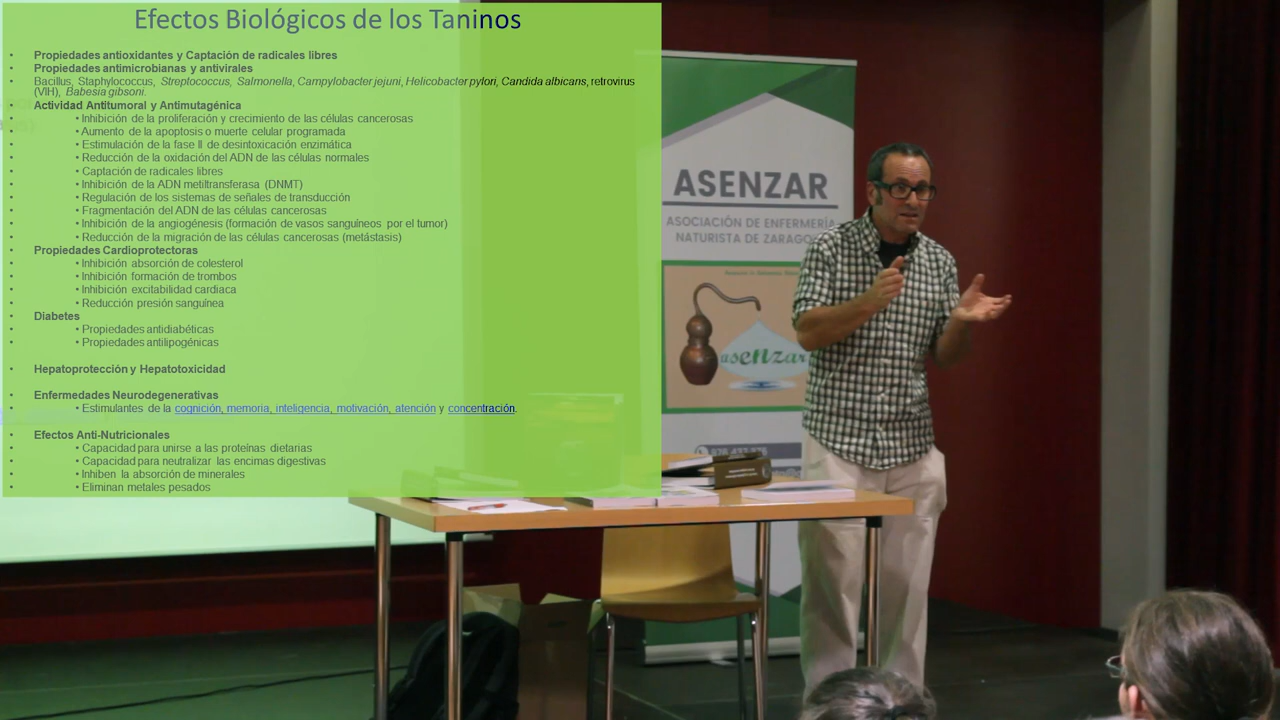 Efectos Biológicos de los Taninos
• Propiedades antioxidantes y Captación de radicales libres
• Propiedades antimicrobianas y antivirales
• Bacillus, Staphylococcus, Streptococcus, Salmonella, Campylobacter jejuni, Helicobacter pylori, Candida albicans, retrovirus
(VIH), Babesia gibsoni.
• Actividad Antitumoral y Antimutagénica
• • Inhibición de la proliferación y crecimiento de las células cancerosas
• • Aumento de la apoptosis o muerte celular programada
• • Estimulación de la fase II de desintoxicación enzimática
• • Reducción de la oxidación del ADN de las células normales
• • Captación de radicales libres
• • Inhibición de la ADN metiltransferasa (DNMT)
• • Regulación de los sistemas de señales de transducción
• • Fragmentación del ADN de las células cancerosas
• • Inhibición de la angiogénesis (formación de vasos sanguíneos por el tumor)
• • Reducción de la migración de las células cancerosas (metástasis)
• Propiedades Cardioprotectoras
• • Inhibición absorción de colesterol
• • Inhibición formación de trombos
• • Inhibición excitabilidad cardiaca
• • Reducción presión sanguínea
• Diabetes
• • Propiedades antidiabéticas
• • Propiedades antilipogénicas
• Hepatoprotección y Hepatotoxicidad
• Enfermedades Neurodegenerativas
• • Estimulantes de la cognición, memoria, inteligencia, motivación, atención y concentración.
• Efectos Anti-Nutricionales
• • Capacidad para unirse a las proteínas dietarias
• • Capacidad para neutralizar las encimas digestivas
• • Inhiben la absorción de minerales
• • Eliminan metales pesados
ASENZAR
ASOCIACIÓN DE ENFERMERÍA
NATURISTA DE ZARAGO
asenzar